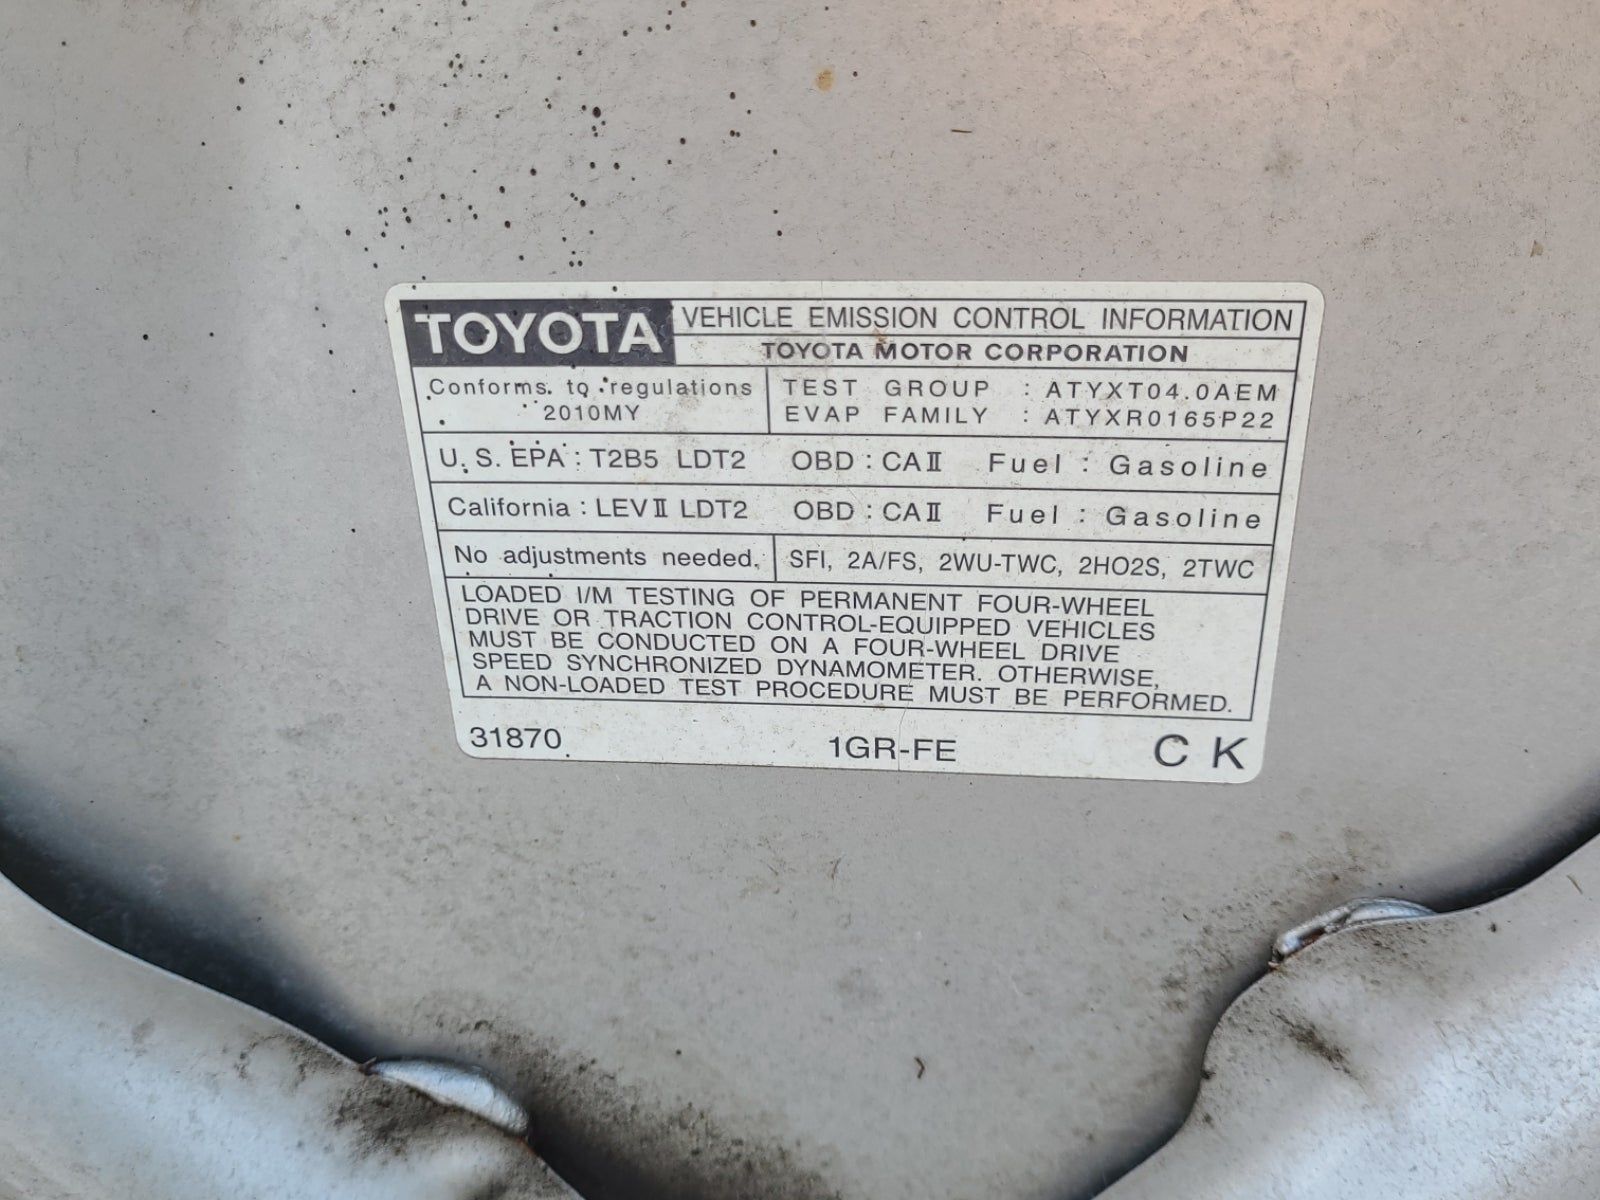 TOYOTA VEHICLE EMISSION CONTROL INFORMATION
TOYOTA MOTOR CORPORATION
Conforms to regulations
2010MY
TEST GROUP : ATYXT04.0AEM
EVAP FAMILY : ATYXR0165P22
U.S. EPA : T2B5 LDT2 OBD : CAⅡ Fuel : Gasoline
California : LEVⅡ LDT2 OBD : CAⅡ Fuel : Gasoline
No adjustments needed. SFI, 2A/FS, 2WU-TWC, 2HO2S, 2TWC
LOADED I/M TESTING OF PERMANENT FOUR-WHEEL
DRIVE OR TRACTION CONTROL-EQUIPPED VEHICLES
MUST BE CONDUCTED ON A FOUR-WHEEL DRIVE
SPEED SYNCHRONIZED DYNAMOMETER. OTHERWISE,
A NON-LOADED TEST PROCEDURE MUST BE PERFORMED.
31870 1GR-FE C K